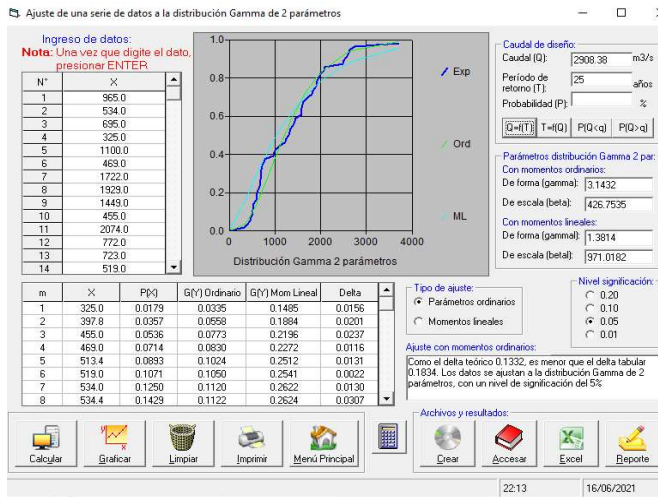 Ajuste de una serie de datos a la distribución Gamma de 2 parámetros
Ingreso de datos:
Nota: Una vez que digite el dato,
presionar ENTER
N° X
1 965.0
2 534.0
3 695.0
4 325.0
5 1100.0
6 469.0
7 1722.0
8 1929.0
9 1449.0
10 455.0
11 2074.0
12 772.0
13 723.0
14 519.0
1.0
0.8
0.6
0.4
0.2
0.0
0 1000 2000 3000 4000
Distribución Gamma 2 parámetros
Exp
Ord
ML
Caudal de diseño:
Caudal (Q): 2908.38 m3/s
Período de
retorno (T): 25 años
Probabilidad (P): %
Q=f(T) T=f(Q) P(Q<q) P(Q>q)
Parámetros distribución Gamma 2 par:
Con momentos ordinarios:
De forma (gamma): 3.1432
De escala (beta): 426.7535
Con momentos lineales:
De forma (gammal): 1.3814
De escala (betal): 971.0182
m X P(X) G(Y) Ordinario G(Y) Mom Lineal Delta
1 325.0 0.0179 0.0335 0.1485 0.0156
2 397.8 0.0357 0.0558 0.1884 0.0201
3 455.0 0.0536 0.0773 0.2196 0.0237
4 469.0 0.0714 0.0830 0.2272 0.0116
5 513.4 0.0893 0.1024 0.2512 0.0131
6 519.0 0.1071 0.1050 0.2541 0.0022
7 534.0 0.1250 0.1120 0.2622 0.0130
8 534.4 0.1429 0.1122 0.2624 0.0307
Tipo de ajuste:
Parámetros ordinarios
Momentos lineales
Nivel significación:
0.20
0.10
0.05
0.01
Ajuste con momentos ordinarios:
Como el delta teórico 0.1332, es menor que el delta tabular
0.1834. Los datos se ajustan a la distribución Gamma de 2
parámetros, con un nivel de significación del 5%
Calcular
Graficar
Limpiar
Imprimir
Menú Principal
Archivos y resultados:
Crear
Accesar
Excel
Reporte
22:13 16/06/2021